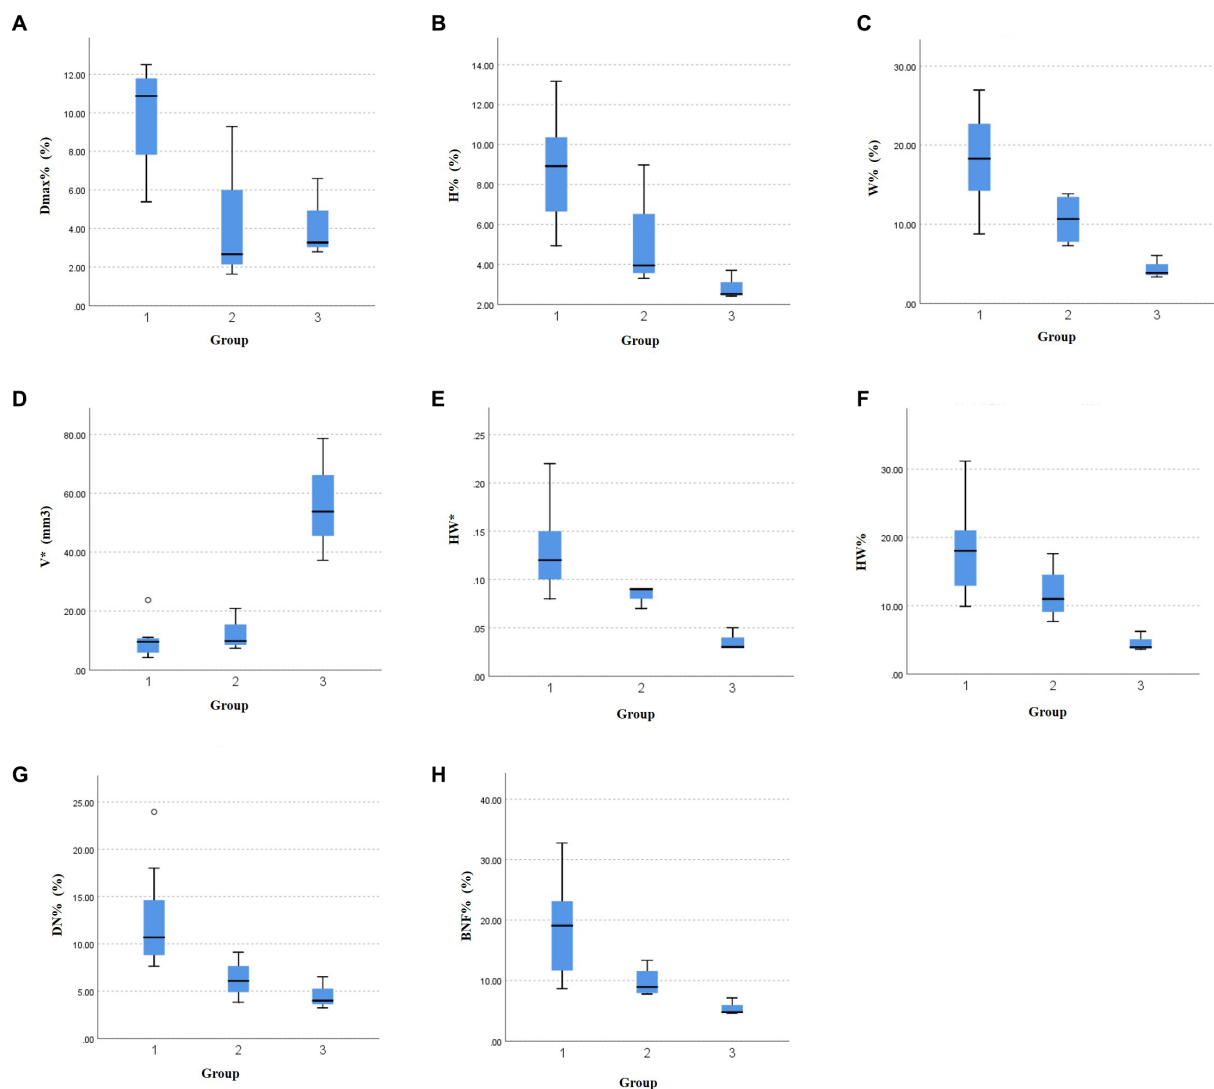 A
Dmax% (%)
12.00
10.00
8.00
6.00
4.00
2.00
.00
1 2 3
Group
B
H% (%)
14.00
12.00
10.00
8.00
6.00
4.00
2.00
1 2 3
Group
C
W% (%)
30.00
20.00
10.00
.00
1 2 3
Group
D
V* (mm3)
80.00
60.00
40.00
20.00
.00
1 2 3
Group
E
HW*
.25
.20
.15
.10
.05
.00
1 2 3
Group
F
HW%
30.00
20.00
10.00
.00
1 2 3
Group
G
DN% (%)
25.00
20.00
15.00
10.00
5.00
.00
1 2 3
Group
H
BNF% (%)
40.00
30.00
20.00
10.00
.00
1 2 3
Group